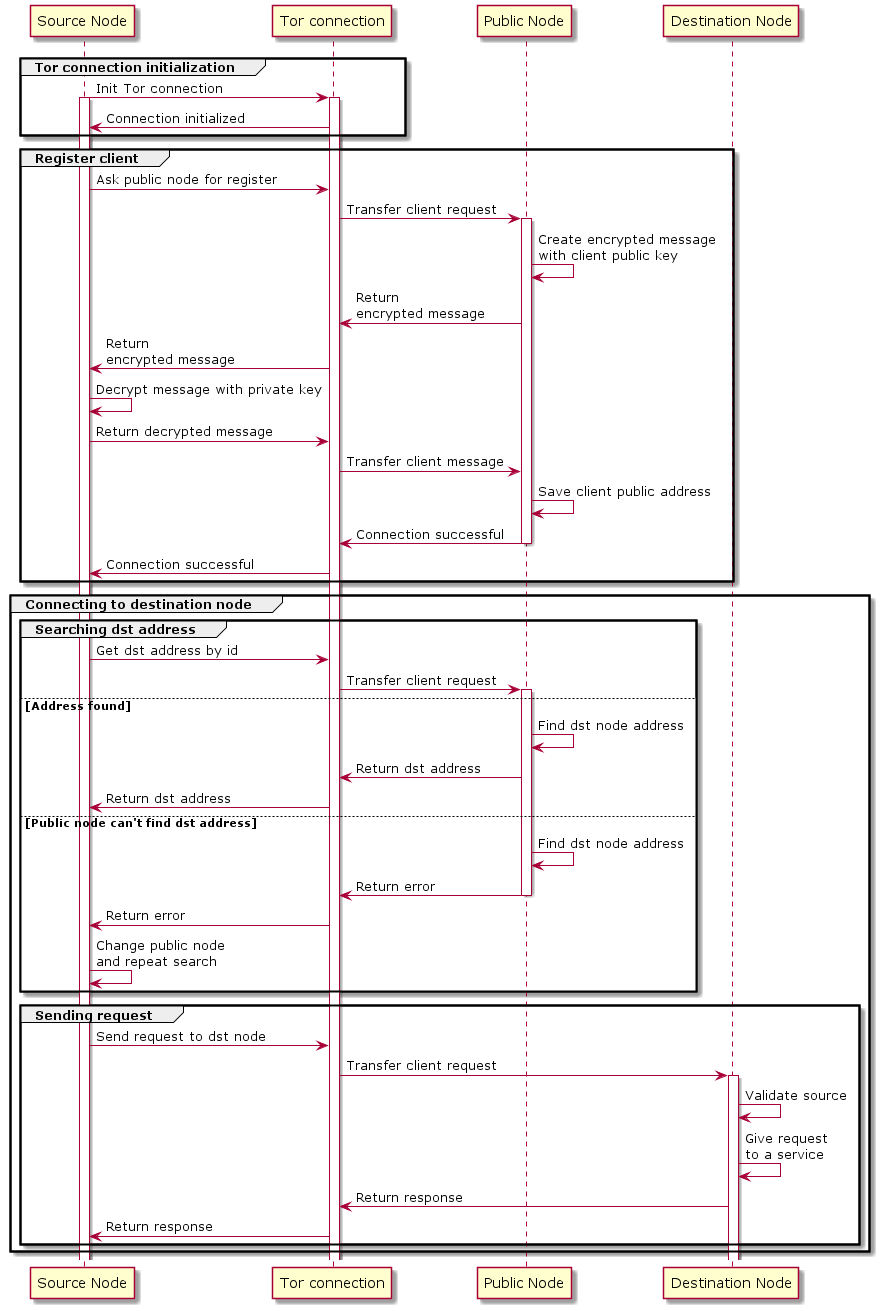 Source Node
Tor connection
Public Node
Destination Node
Tor connection initialization
Init Tor connection
Connection initialized
Register client
Ask public node for register
Transfer client request
Create encrypted message
with client public key
Return
encrypted message
Return
encrypted message
Decrypt message with private key
Return decrypted message
Transfer client message
Save client public address
Connection successful
Connection successful
Connecting to destination node
Searching dst address
Get dst address by id
Transfer client request
[Address found]
Find dst node address
Return dst address
Return dst address
[Public node can't find dst address]
Find dst node address
Return error
Return error
Change public node
and repeat search
Sending request
Send request to dst node
Transfer client request
Validate source
Give request
to a service
Return response
Return response
Source Node
Tor connection
Public Node
Destination Node